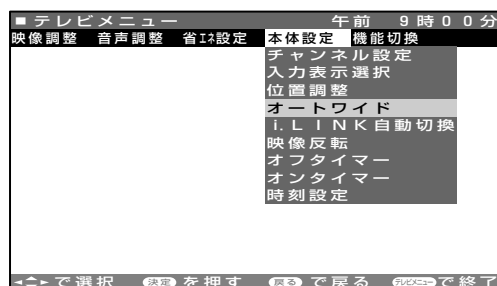 ■テレビメニュー 午前 9時00分
映像調整 音声調整 省エネ設定 本体設定 機能切換
チャンネル設定
入力表示選択
位置調整
オートワイド
i.LINK自動切換
映像反転
オフタイマー
オンタイマー
時刻設定
で選択 決定 を押す 戻る で戻る テレビメニュー で終了